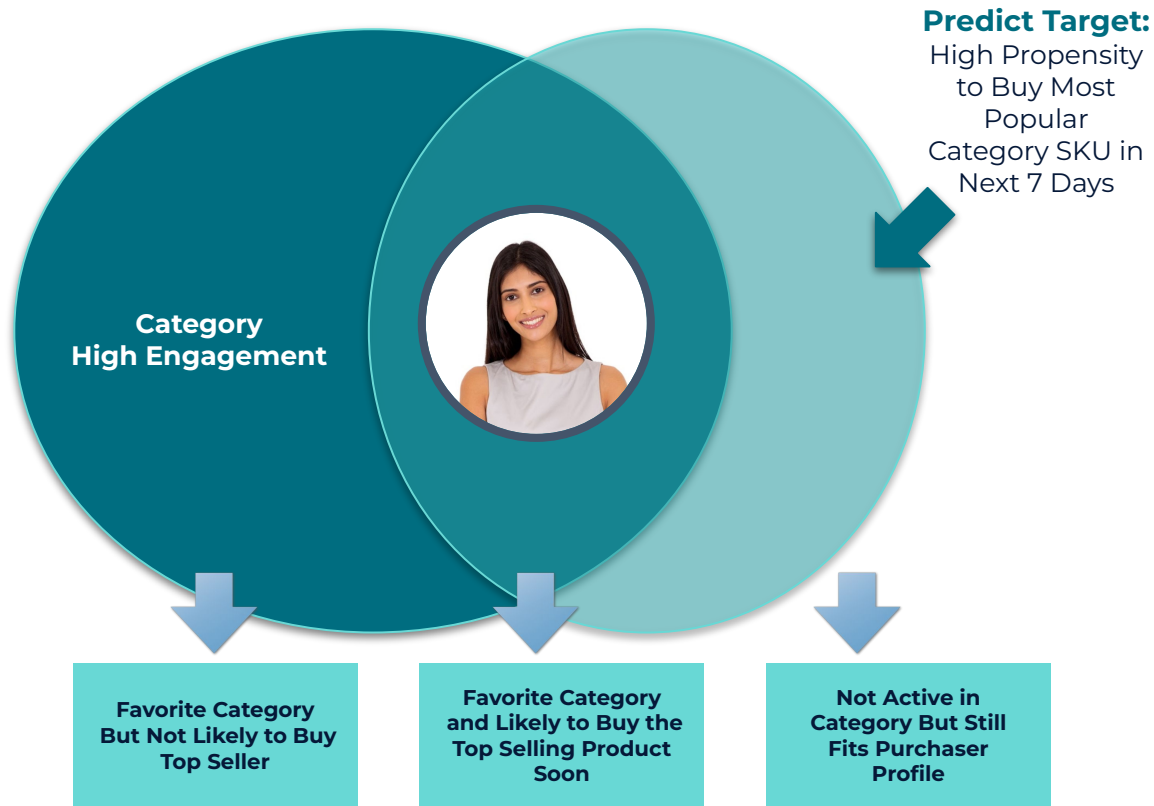 Predict Target:
High Propensity
to Buy Most
Popular
Category SKU in
Next 7 Days
Category
High Engagement
Favorite Category
But Not Likely to Buy
Top Seller
Favorite Category
and Likely to Buy the
Top Selling Product
Soon
Not Active in
Category But Still
Fits Purchaser
Profile